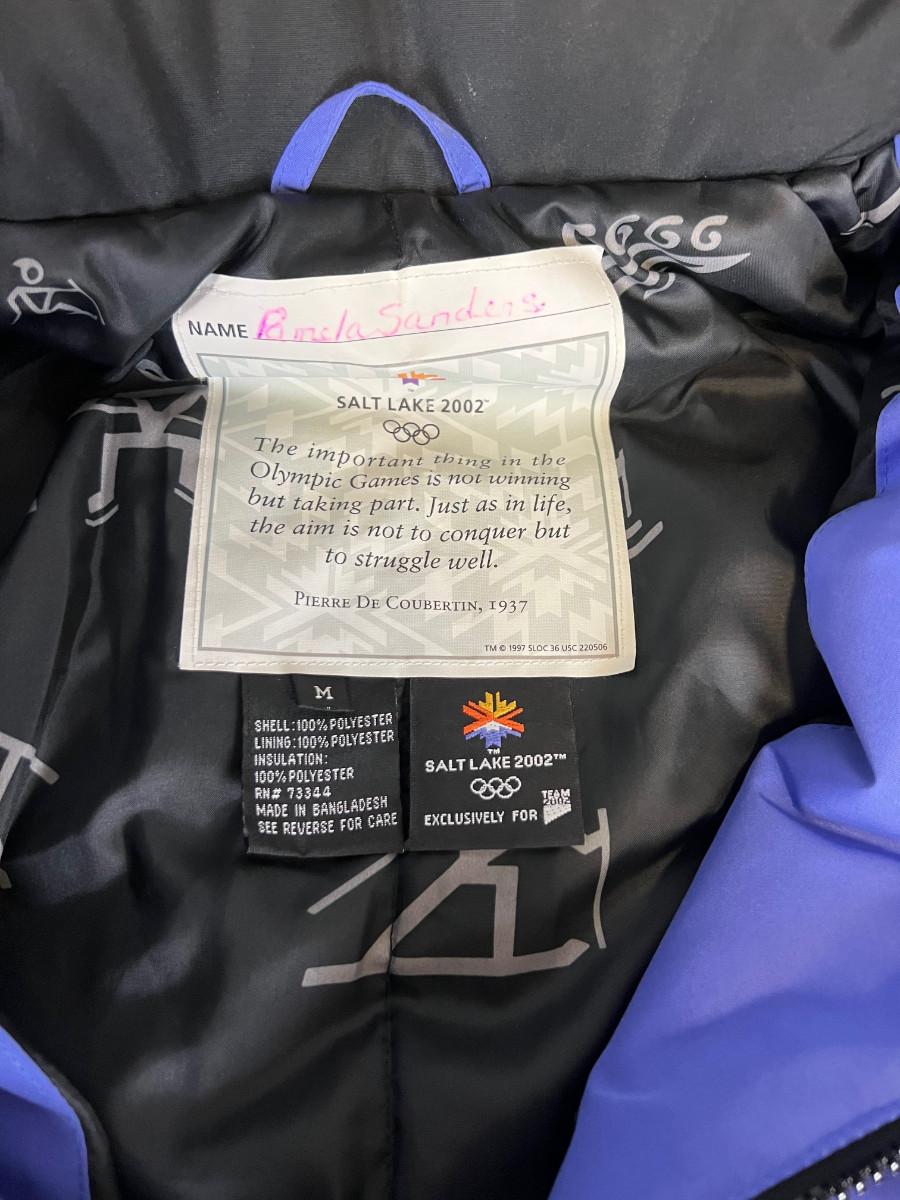 NAME Pamela Sanders
SALT LAKE 2002™
The important thing in the
Olympic Games is not winning
but taking part. Just as in life,
the aim is not to conquer but
to struggle well.
PIERRE DE COUBERTIN, 1937
TM © 1997 SLOC 36 USC 220506
M
SHELL:100% POLYESTER
LINING:100% POLYESTER
INSULATION:
100% POLYESTER
RN# 73344
MADE IN BANGLADESH
SEE REVERSE FOR CARE
TM
SALT LAKE 2002™
EXCLUSIVELY FOR TEAM
2002